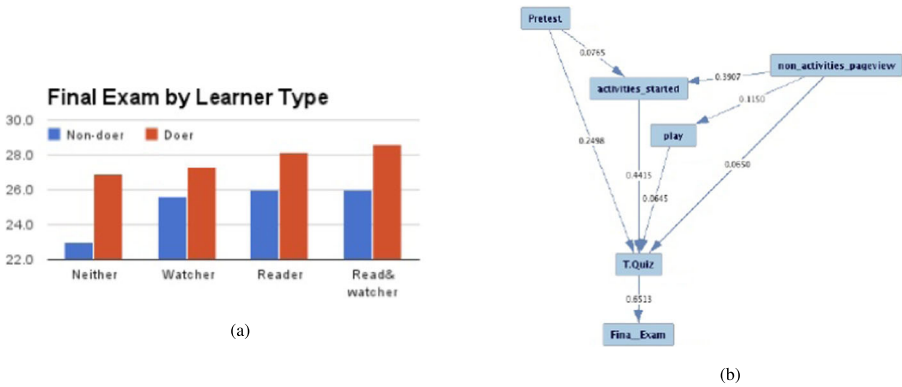 (a)
Final Exam by Learner Type
30.0
Non-doer Doer
28.0
26.0
24.0
22.0
Neither Watcher Reader Read&
watcher
Pretest
0.0765
non_activities_pageview
0.3907
activities_started
0.1150
play
0.2498
0.0650
0.4415
0.0645
T.Quiz
0.6513
Fina__Exam
(b)